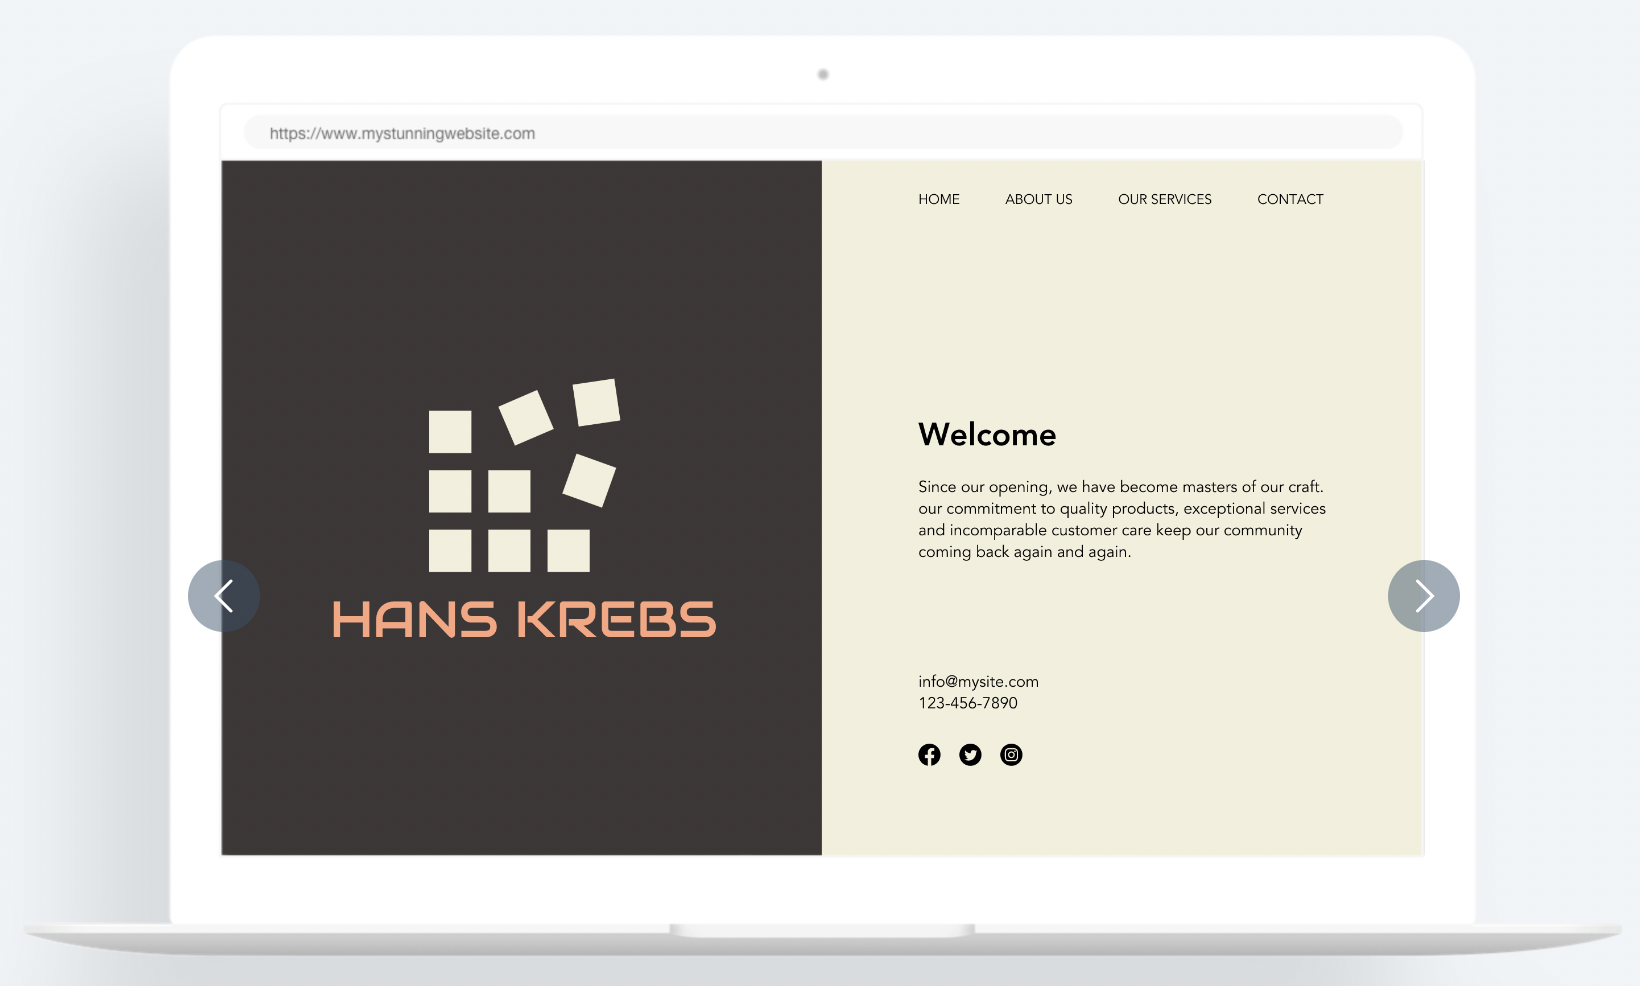 https://www.mystunningwebsite.com
HOME ABOUT US OUR SERVICES CONTACT
HANS KREBS
Welcome
Since our opening, we have become masters of our craft.
our commitment to quality products, exceptional services
and incomparable customer care keep our community
coming back again and again.
info@mysite.com
123-456-7890